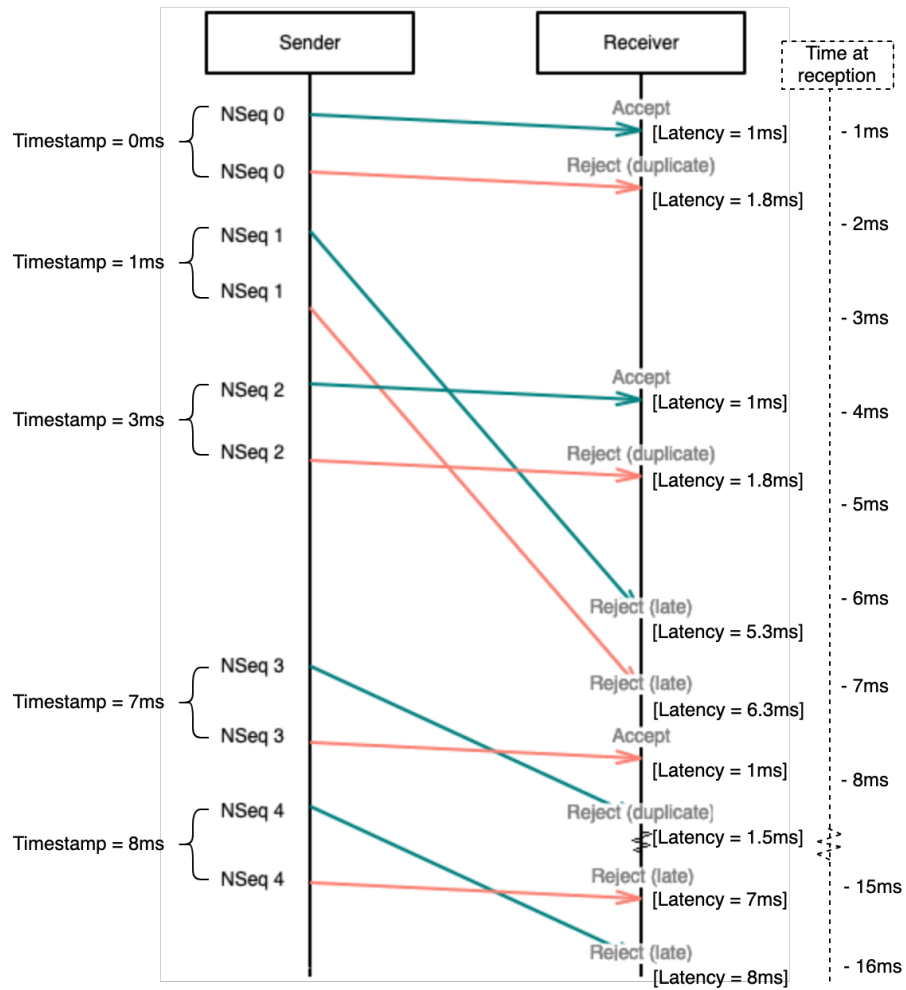 Sender
Receiver
Time at
reception
Timestamp = 0ms
NSeq 0
Accept
[Latency = 1ms]
- 1ms
NSeq 0
Reject (duplicate)
[Latency = 1.8ms]
- 2ms
Timestamp = 1ms
NSeq 1
NSeq 1
- 3ms
Timestamp = 3ms
NSeq 2
Accept
[Latency = 1ms]
- 4ms
NSeq 2
Reject (duplicate)
[Latency = 1.8ms]
- 5ms
Reject (late)
- 6ms
[Latency = 5.3ms]
Timestamp = 7ms
NSeq 3
Reject (late)
- 7ms
[Latency = 6.3ms]
NSeq 3
Accept
[Latency = 1ms]
- 8ms
Timestamp = 8ms
NSeq 4
Reject (duplicate)
[Latency = 1.5ms]
NSeq 4
Reject (late)
- 15ms
[Latency = 7ms]
Reject (late)
- 16ms
[Latency = 8ms]